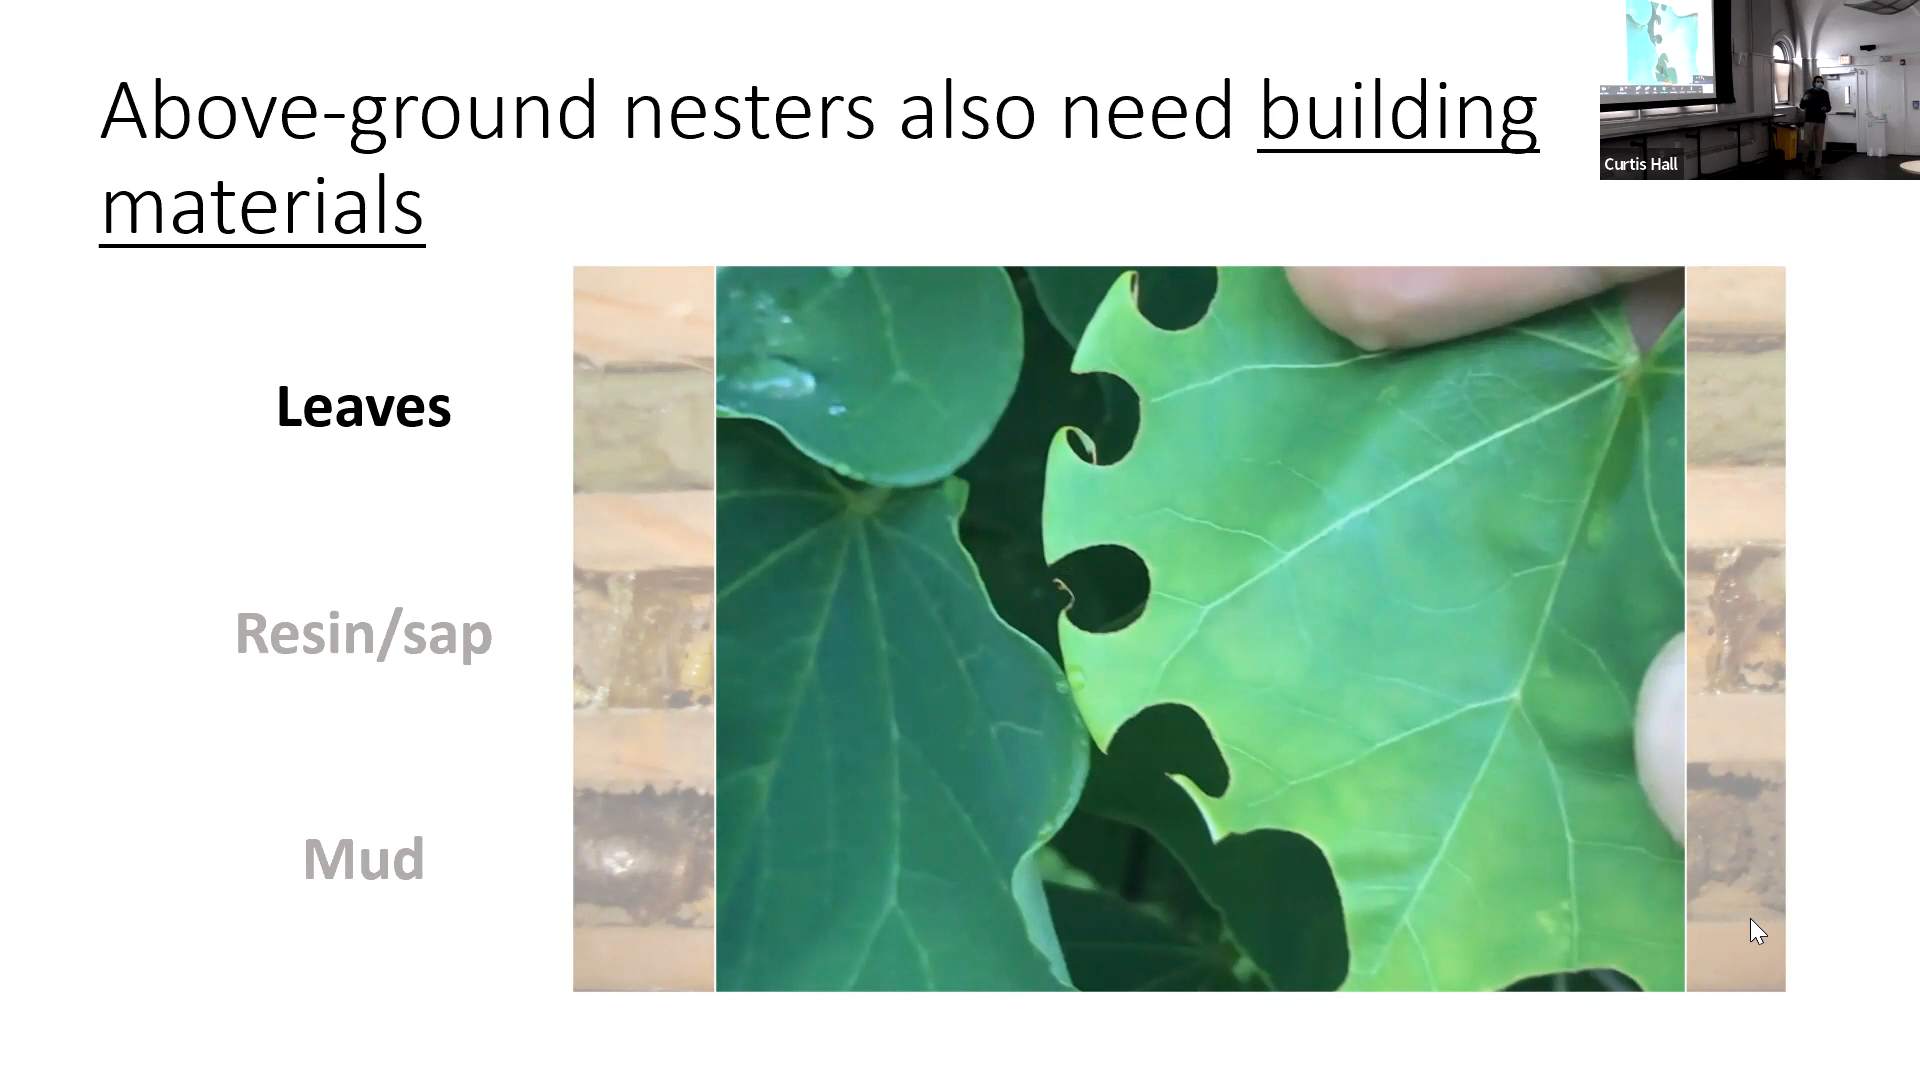 Above-ground nesters also need building
materials
Curtis Hall
Leaves
Resin/sap
Mud